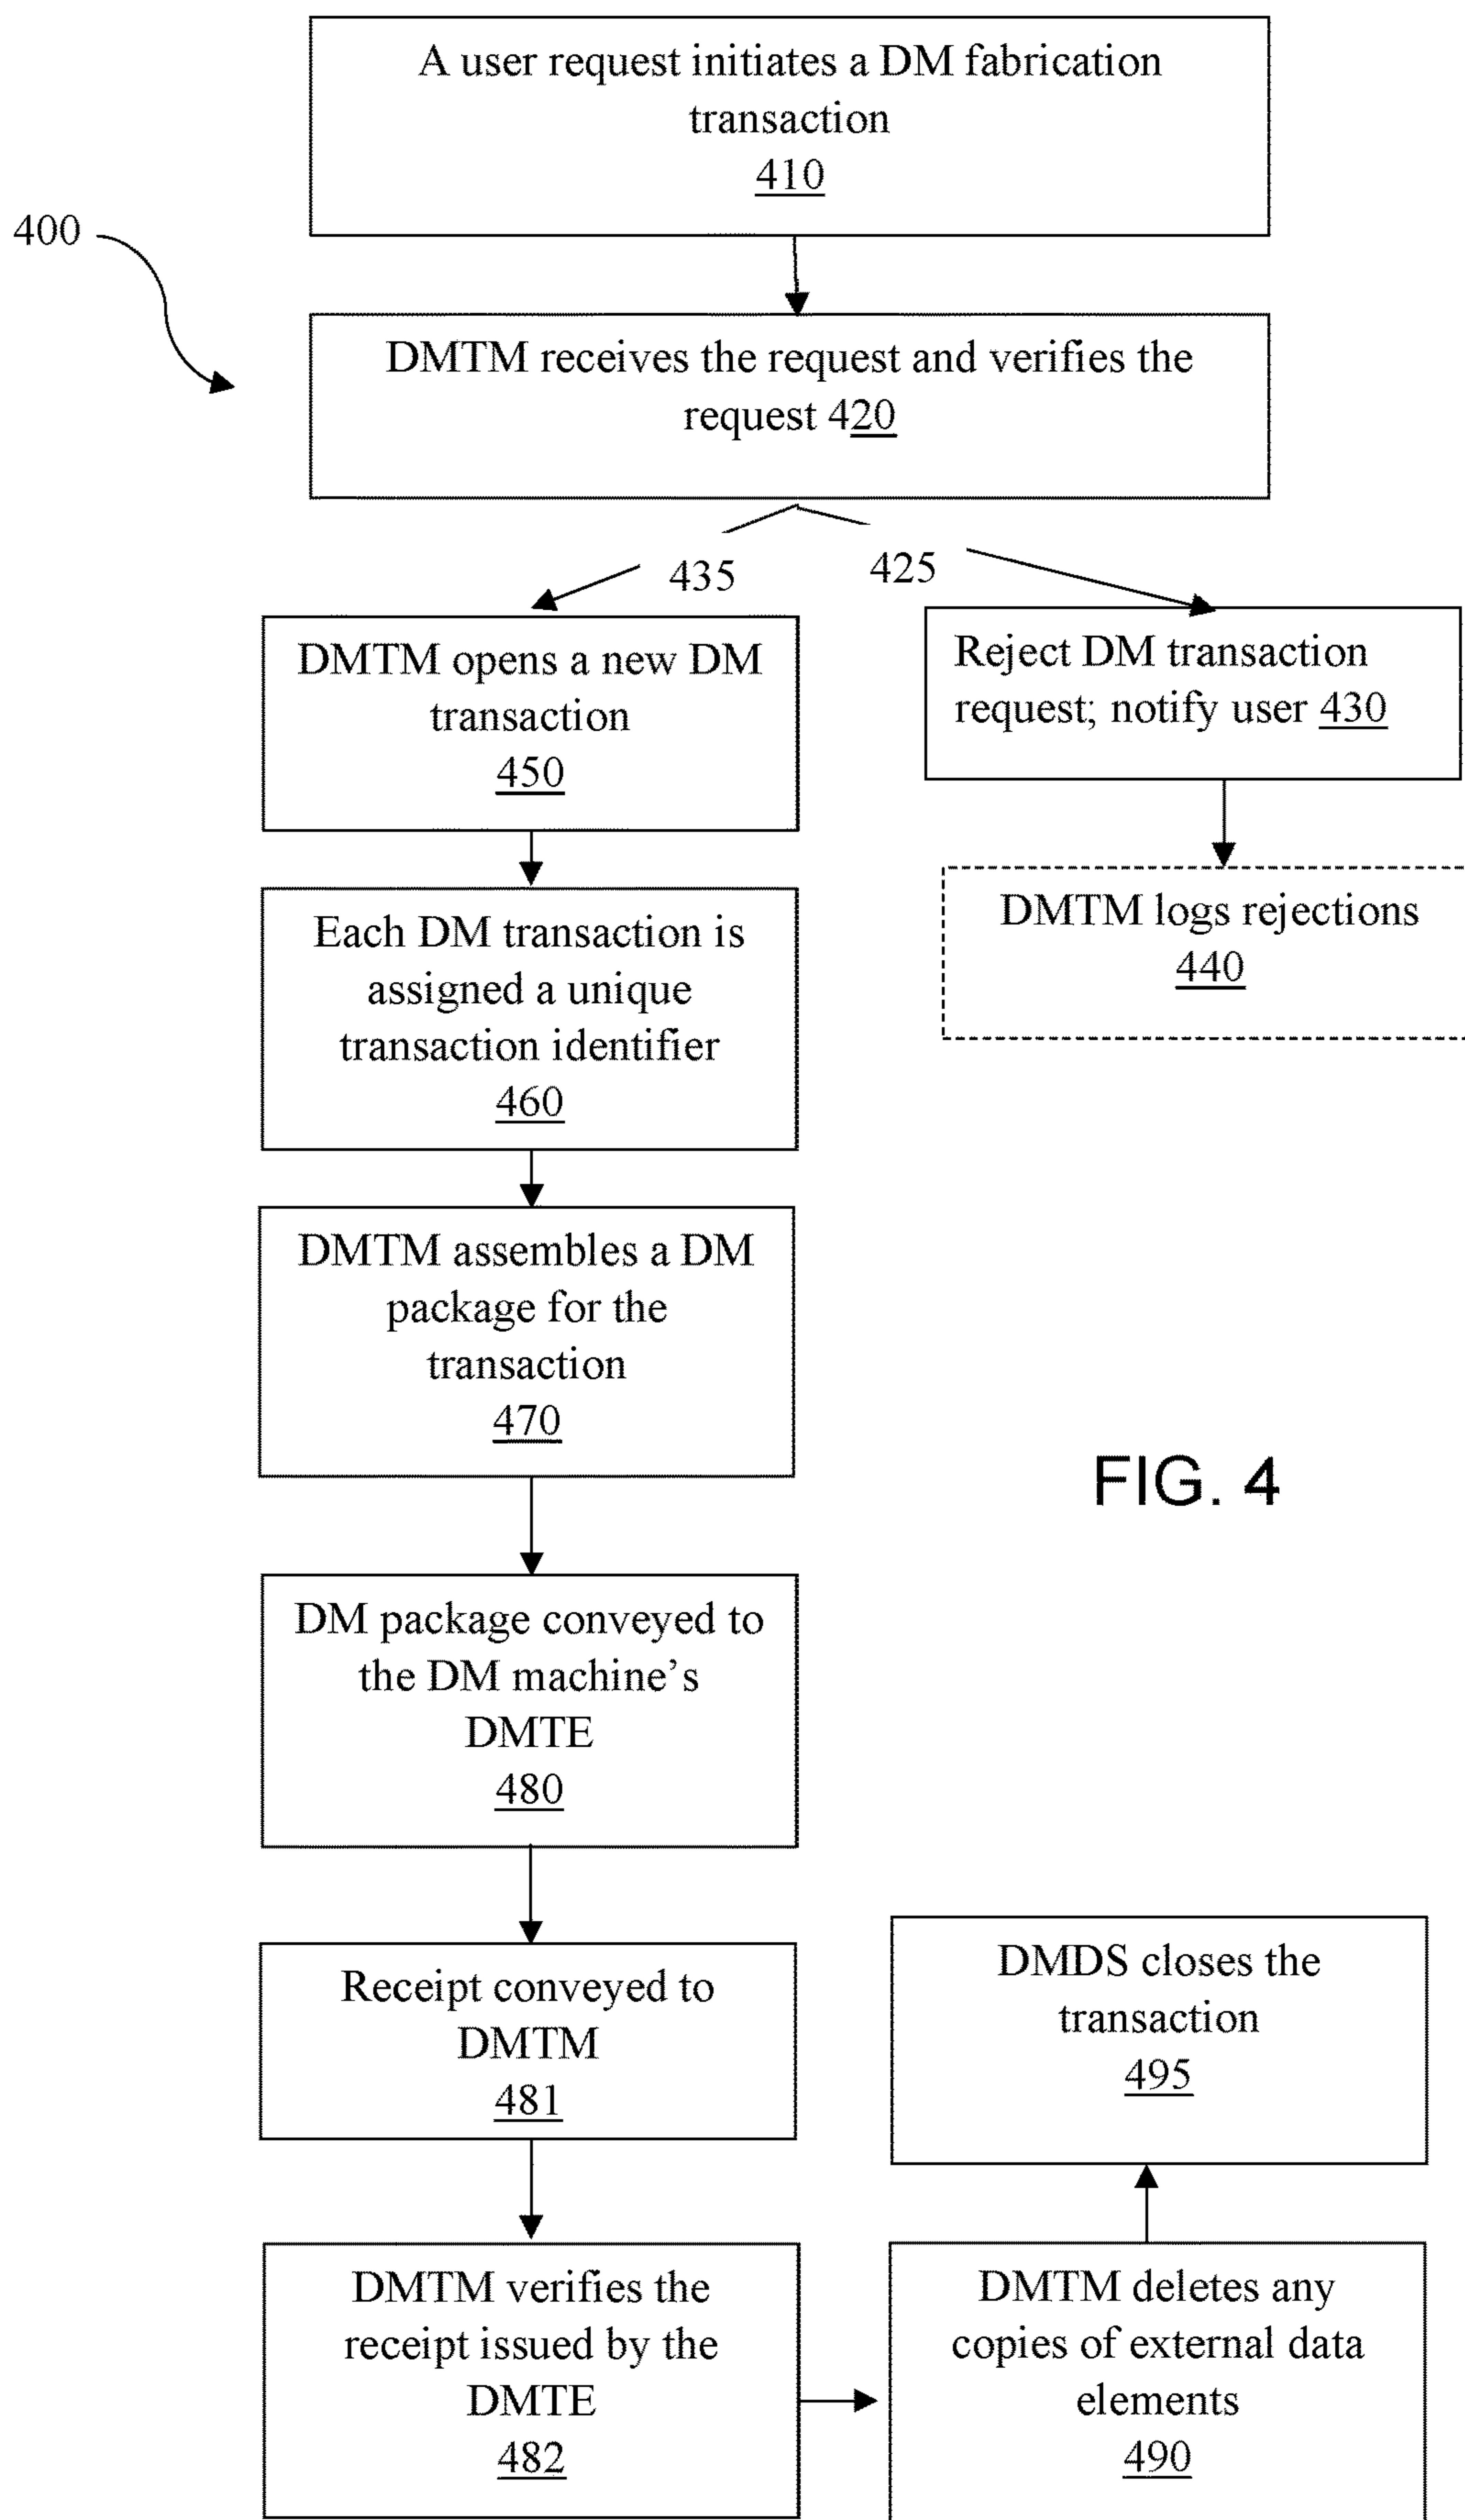 A user request initiates a DM fabrication
transaction
410
400
DMTM receives the request and verifies the
request 420
435
425
DMTM opens a new DM
transaction
450
Reject DM transaction
request; notify user 430
DMTM logs rejections
440
Each DM transaction is
assigned a unique
transaction identifier
460
DMTM assembles a DM
package for the
transaction
470
FIG. 4
DM package conveyed to
the DM machine’s
DMTE
480
Receipt conveyed to
DMTM
481
DMTM verifies the
receipt issued by the
DMTE
482
DMTM deletes any
copies of external data
elements
490
DMDS closes the
transaction
495